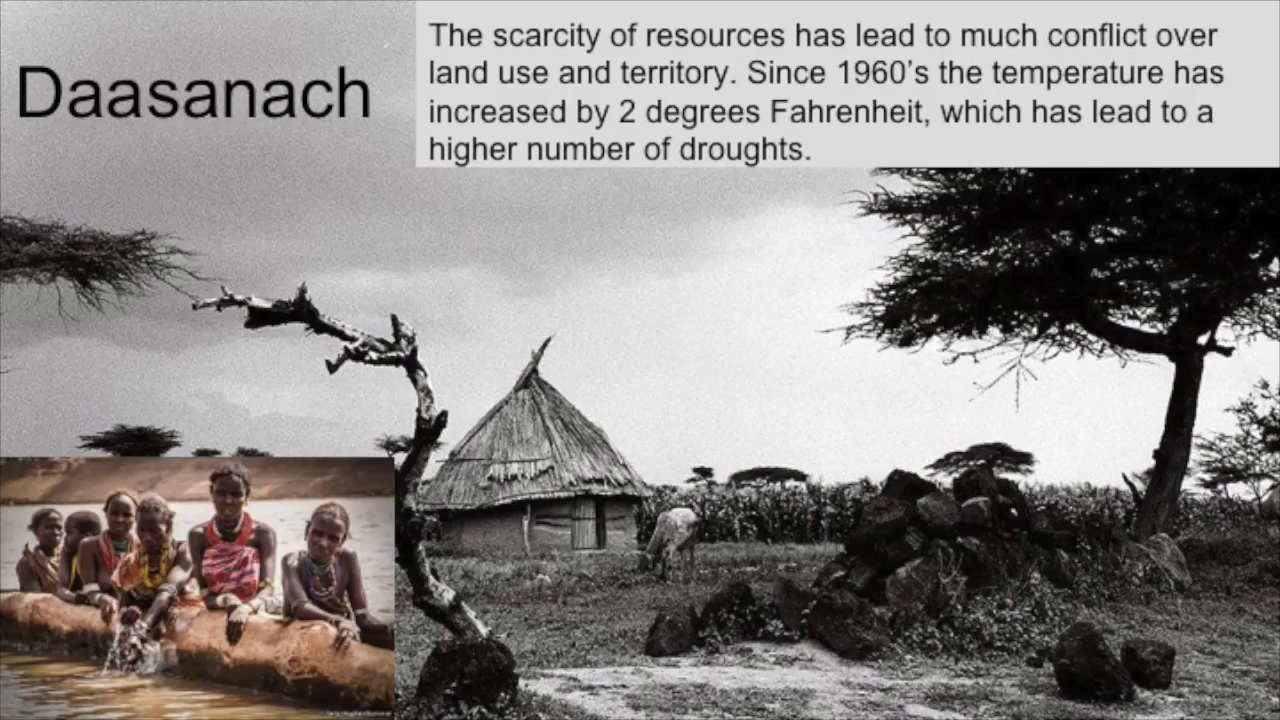 Daasanach
The scarcity of resources has lead to much conflict over
land use and territory. Since 1960’s the temperature has
increased by 2 degrees Fahrenheit, which has lead to a
higher number of droughts.